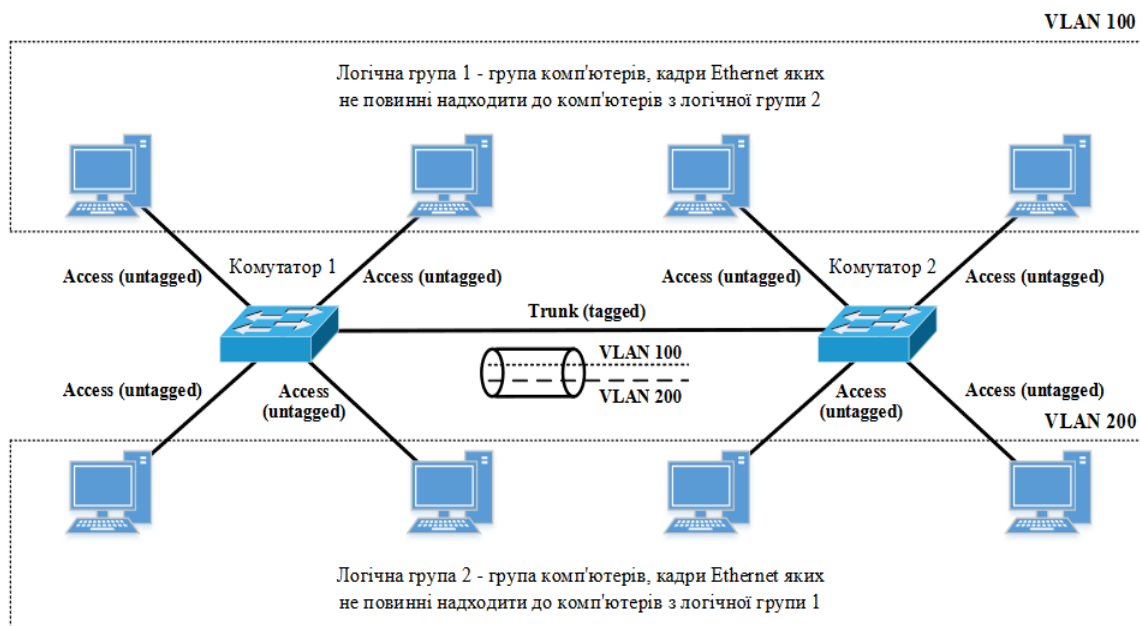 VLAN 100
Логічна група 1 - група комп'ютерів, кадри Ethernet яких
не повинні надходити до комп'ютерів з логічної групи 2
Access (untagged)
Комутатор 1
Access (untagged)
Access (untagged)
Комутатор 2
Access (untagged)
Trunk (tagged)
VLAN 100
VLAN 200
Access (untagged)
Access
(untagged)
Access
(untagged)
Access (untagged)
VLAN 200
Логічна група 2 - група комп'ютерів, кадри Ethernet яких
не повинні надходити до комп'ютерів з логічної групи 1